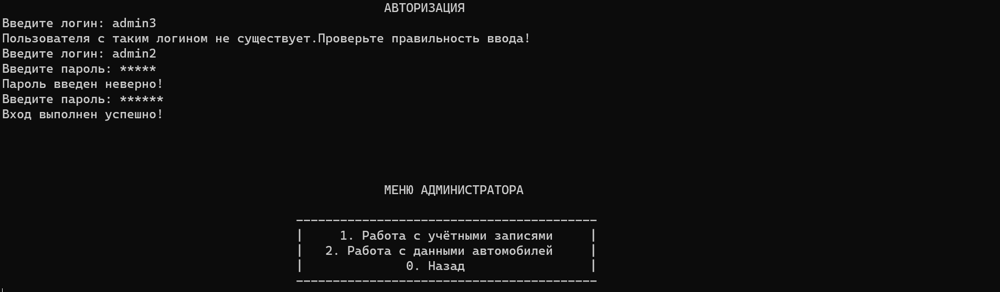 АВТОРИЗАЦИЯ
Введите логин: admin3
Пользователя с таким логином не существует.Проверьте правильность ввода!
Введите логин: admin2
Введите пароль: *****
Пароль введен неверно!
Введите пароль: ******
Вход выполнен успешно!
МЕНЮ АДМИНИСТРАТОРА
-----------------------------------------
|     1. Работа с учётными записями     |
|   2. Работа с данными автомобилей     |
|              0. Назад                 |
-----------------------------------------